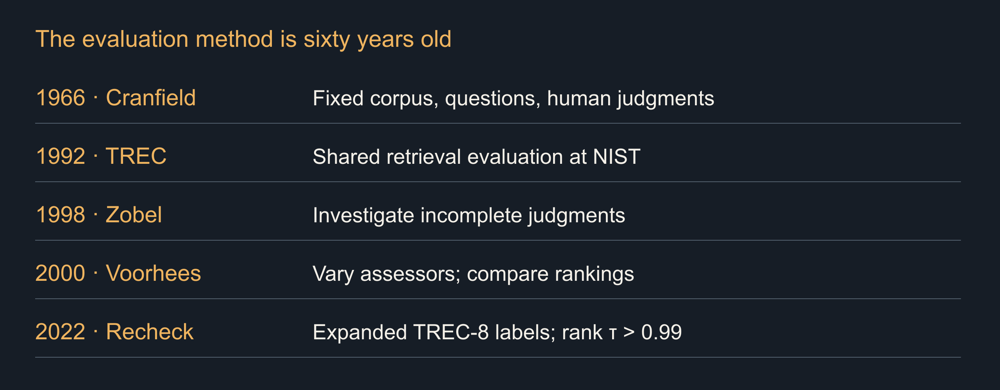 The evaluation method is sixty years old
1966 · Cranfield Fixed corpus, questions, human judgments
1992 · TREC Shared retrieval evaluation at NIST
1998 · Zobel Investigate incomplete judgments
2000 · Voorhees Vary assessors; compare rankings
2022 · Recheck Expanded TREC-8 labels; rank τ > 0.99